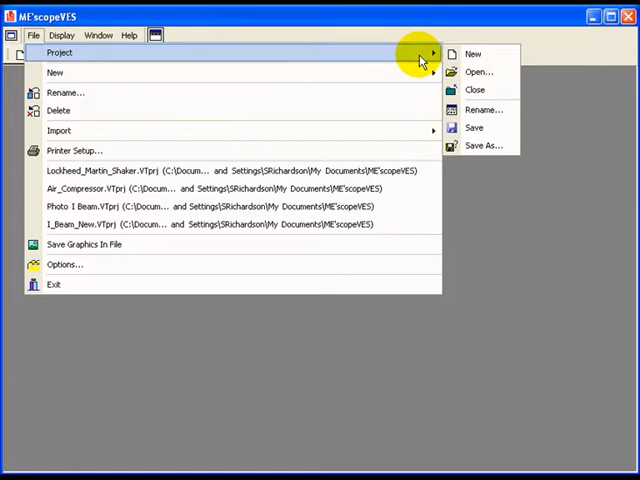 ME'scopeVES
File Display Window Help
Project
New
Rename...
Delete
Import
Printer Setup...
Lockheed_Martin_Shaker.VTprj (C:\Docum... and Settings\SRichardson\My Documents\ME'scopeVES)
Air_Compressor.VTprj (C:\Docum... and Settings\SRichardson\My Documents\ME'scopeVES)
Photo I Beam.VTprj (C:\Docum... and Settings\SRichardson\My Documents\ME'scopeVES)
I_Beam_New.VTprj (C:\Docum... and Settings\SRichardson\My Documents\ME'scopeVES)
Save Graphics In File
Options...
Exit
New
Open...
Close
Rename...
Save
Save As...